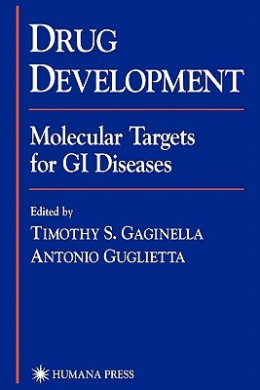 DRUG
DEVELOPMENT
Molecular Targets
for GI Diseases
Edited by
TIMOTHY S. GAGINELLA
ANTONIO GUGLIETTA
HUMANA PRESS